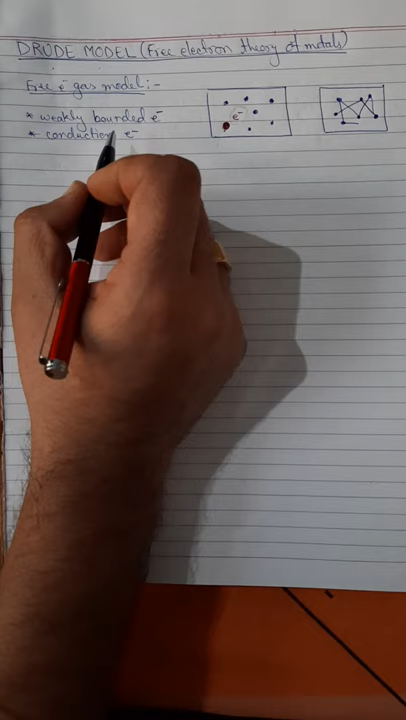 DRUDE MODEL (Free electron theory of metals)
Free e⁻ gas model:-
* weakly bounded e⁻
* conduction e⁻
e⁻